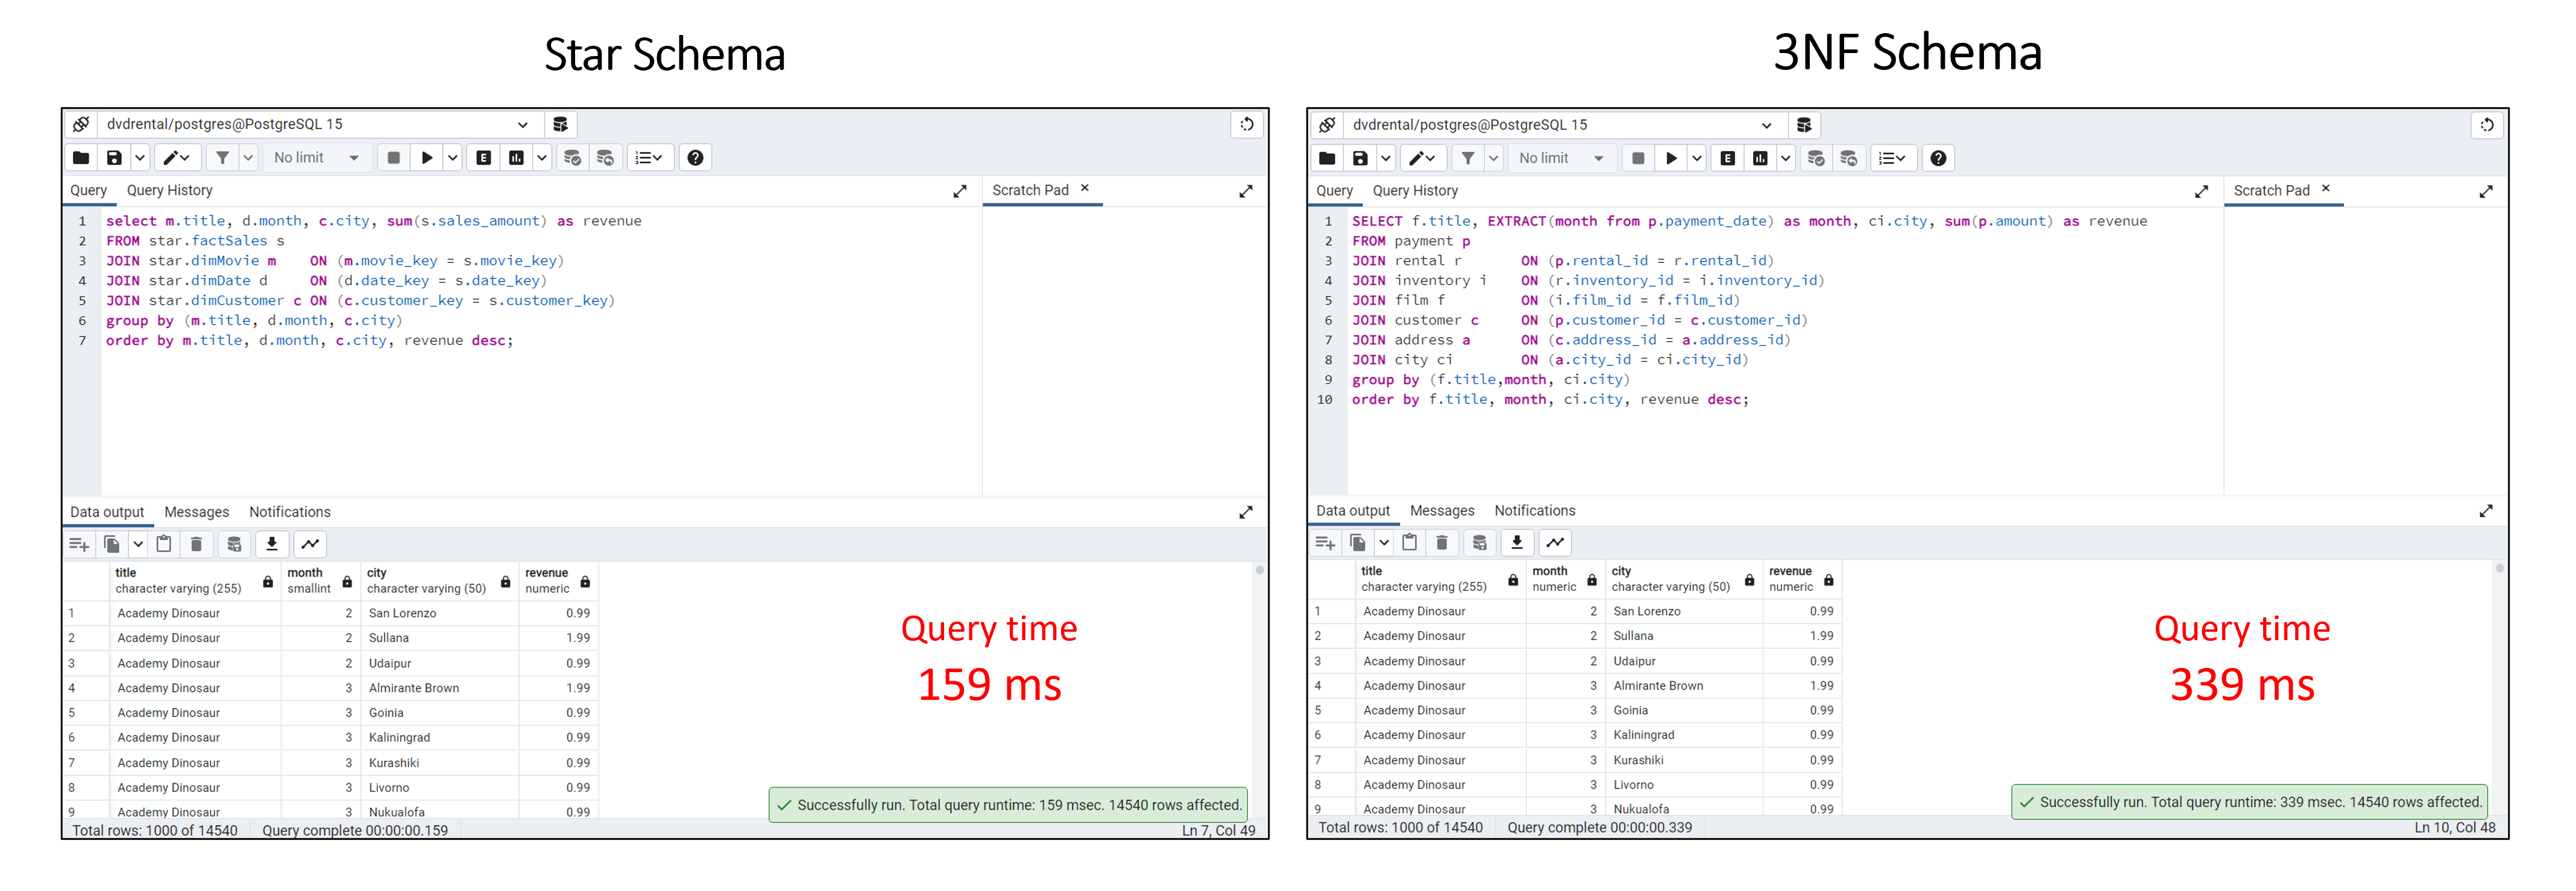 Star Schema
dvdrental/postgres@PostgreSQL 15
No limit
Query Query History
Scratch Pad ×
1 select m.title, d.month, c.city, sum(s.sales_amount) as revenue
2 FROM star.factSales s
3 JOIN star.dimMovie m ON (m.movie_key = s.movie_key)
4 JOIN star.dimDate d ON (d.date_key = s.date_key)
5 JOIN star.dimCustomer c ON (c.customer_key = s.customer_key)
6 group by (m.title, d.month, c.city)
7 order by m.title, d.month, c.city, revenue desc;
Data output Messages Notifications
title month city revenue
character varying (255) smallint character varying (50) numeric
1 Academy Dinosaur 2 San Lorenzo 0.99
2 Academy Dinosaur 2 Sullana 1.99
3 Academy Dinosaur 2 Udaipur 0.99
4 Academy Dinosaur 3 Almirante Brown 1.99
5 Academy Dinosaur 3 Goinia 0.99
6 Academy Dinosaur 3 Kaliningrad 0.99
7 Academy Dinosaur 3 Kurashiki 0.99
8 Academy Dinosaur 3 Livorno 0.99
9 Academy Dinosaur 3 Nukualofa 0.99
Query time
159 ms
Successfully run. Total query runtime: 159 msec. 14540 rows affected.
Total rows: 1000 of 14540 Query complete 00:00:00.159 Ln 7, Col 49
3NF Schema
dvdrental/postgres@PostgreSQL 15
No limit
Query Query History
Scratch Pad ×
1 SELECT f.title, EXTRACT(month from p.payment_date) as month, ci.city, sum(p.amount) as revenue
2 FROM payment p
3 JOIN rental r ON (p.rental_id = r.rental_id)
4 JOIN inventory i ON (r.inventory_id = i.inventory_id)
5 JOIN film f ON (i.film_id = f.film_id)
6 JOIN customer c ON (p.customer_id = c.customer_id)
7 JOIN address a ON (c.address_id = a.address_id)
8 JOIN city ci ON (a.city_id = ci.city_id)
9 group by (f.title,month, ci.city)
10 order by f.title, month, ci.city, revenue desc;
Data output Messages Notifications
title month city revenue
character varying (255) numeric character varying (50) numeric
1 Academy Dinosaur 2 San Lorenzo 0.99
2 Academy Dinosaur 2 Sullana 1.99
3 Academy Dinosaur 2 Udaipur 0.99
4 Academy Dinosaur 3 Almirante Brown 1.99
5 Academy Dinosaur 3 Goinia 0.99
6 Academy Dinosaur 3 Kaliningrad 0.99
7 Academy Dinosaur 3 Kurashiki 0.99
8 Academy Dinosaur 3 Livorno 0.99
9 Academy Dinosaur 3 Nukualofa 0.99
Query time
339 ms
Successfully run. Total query runtime: 339 msec. 14540 rows affected.
Total rows: 1000 of 14540 Query complete 00:00:00.339 Ln 10, Col 48